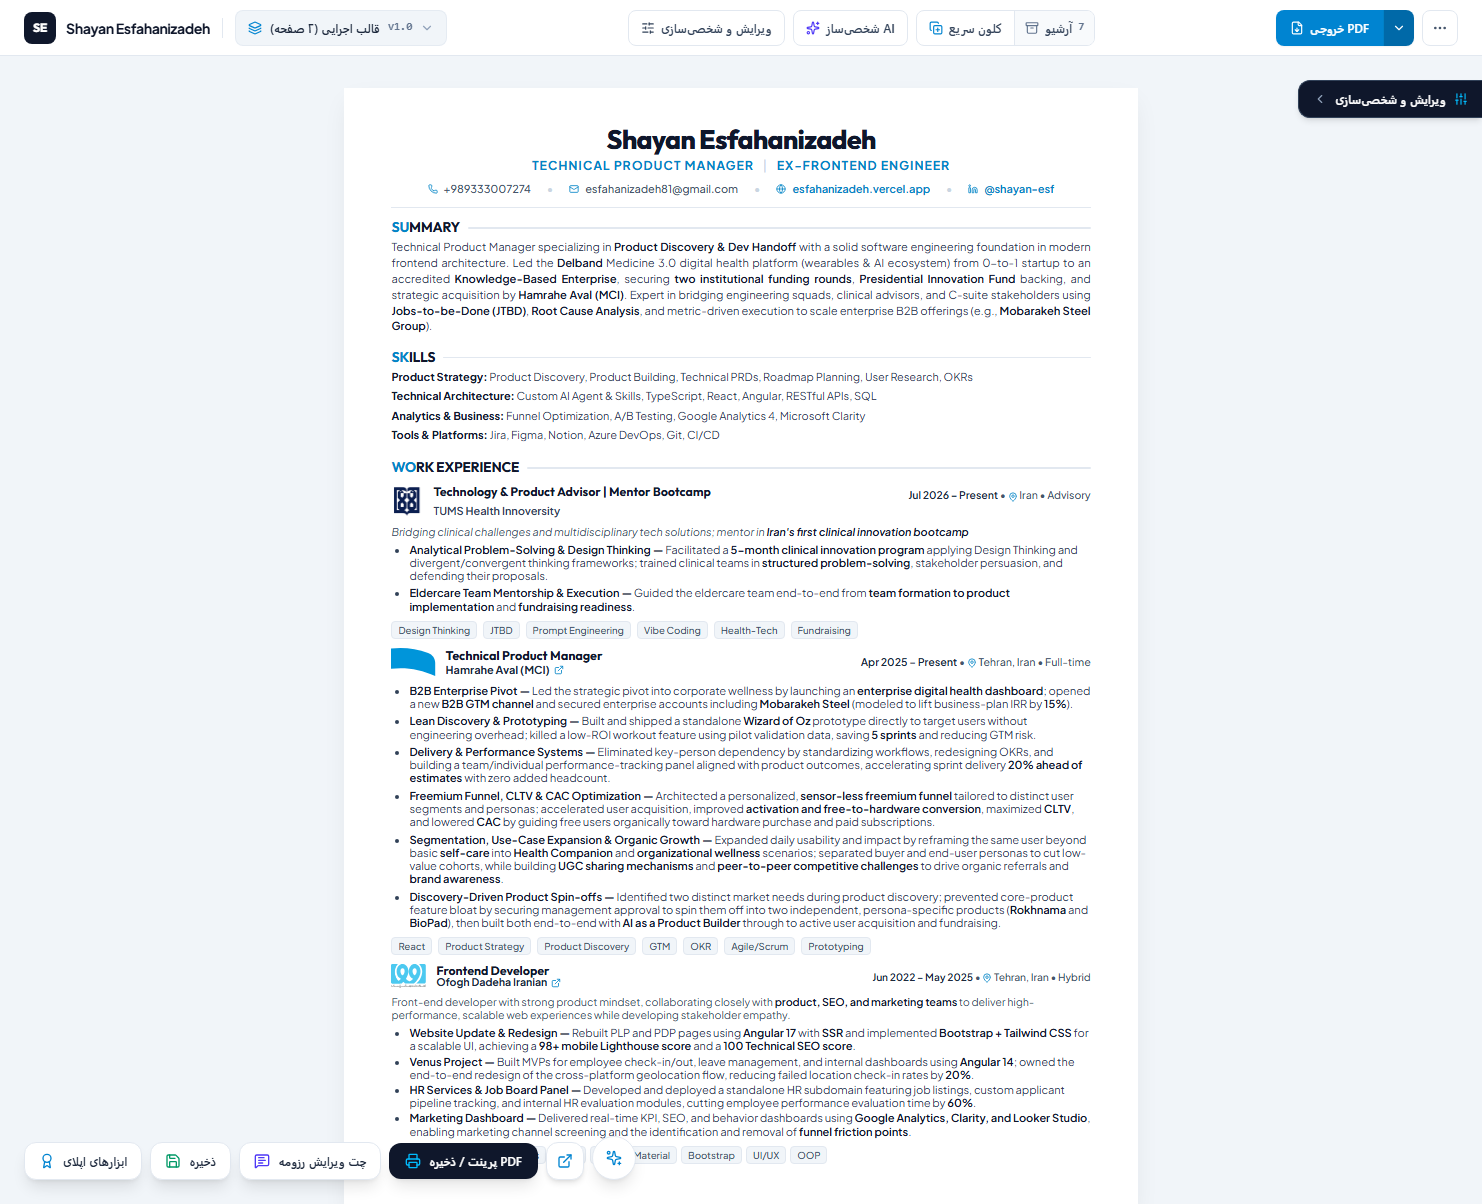 SE Shayan Esfahanizadeh
قالب اجرایی (۲ صفحه) v1.0
ویرایش و شخصی‌سازی
شخصی‌ساز AI
کلون سریع
آرشیو 7
خروجی PDF
ویرایش و شخصی‌سازی
Shayan Esfahanizadeh
TECHNICAL PRODUCT MANAGER | EX-FRONTEND ENGINEER
+989333007274 • esfahanizadeh81@gmail.com • esfahanizadeh.vercel.app • @shayan-esf
SUMMARY
Technical Product Manager specializing in Product Discovery & Dev Handoff with a solid software engineering foundation in modern
frontend architecture. Led the Delband Medicine 3.0 digital health platform (wearables & AI ecosystem) from 0-to-1 startup to an
accredited Knowledge-Based Enterprise, securing two institutional funding rounds, Presidential Innovation Fund backing, and
strategic acquisition by Hamrahe Aval (MCI). Expert in bridging engineering squads, clinical advisors, and C-suite stakeholders using
Jobs-to-be-Done (JTBD), Root Cause Analysis, and metric-driven execution to scale enterprise B2B offerings (e.g., Mobarakeh Steel
Group).
SKILLS
Product Strategy: Product Discovery, Product Building, Technical PRDs, Roadmap Planning, User Research, OKRs
Technical Architecture: Custom AI Agent & Skills, TypeScript, React, Angular, RESTful APIs, SQL
Analytics & Business: Funnel Optimization, A/B Testing, Google Analytics 4, Microsoft Clarity
Tools & Platforms: Jira, Figma, Notion, Azure DevOps, Git, CI/CD
WORK EXPERIENCE
Technology & Product Advisor | Mentor Bootcamp
Jul 2026 – Present • Iran • Advisory
TUMS Health Innoversity
Bridging clinical challenges and multidisciplinary tech solutions; mentor in Iran's first clinical innovation bootcamp
• Analytical Problem-Solving & Design Thinking — Facilitated a 5-month clinical innovation program applying Design Thinking and
divergent/convergent thinking frameworks; trained clinical teams in structured problem-solving, stakeholder persuasion, and
defending their proposals.
• Eldercare Team Mentorship & Execution — Guided the eldercare team end-to-end from team formation to product
implementation and fundraising readiness.
Design Thinking JTBD Prompt Engineering Vibe Coding Health-Tech Fundraising
Technical Product Manager
Apr 2025 – Present • Tehran, Iran • Full-time
Hamrahe Aval (MCI)
• B2B Enterprise Pivot — Led the strategic pivot into corporate wellness by launching an enterprise digital health dashboard; opened
a new B2B GTM channel and secured enterprise accounts including Mobarakeh Steel (modeled to lift business-plan IRR by 15%).
• Lean Discovery & Prototyping — Built and shipped a standalone Wizard of Oz prototype directly to target users without
engineering overhead; killed a low-ROI workout feature using pilot validation data, saving 5 sprints and reducing GTM risk.
• Delivery & Performance Systems — Eliminated key-person dependency by standardizing workflows, redesigning OKRs, and
building a team/individual performance-tracking panel aligned with product outcomes, accelerating sprint delivery 20% ahead of
estimates with zero added headcount.
• Freemium Funnel, CLTV & CAC Optimization — Architected a personalized, sensor-less freemium funnel tailored to distinct user
segments and personas; accelerated user acquisition, improved activation and free-to-hardware conversion, maximized CLTV,
and lowered CAC by guiding free users organically toward hardware purchase and paid subscriptions.
• Segmentation, Use-Case Expansion & Organic Growth — Expanded daily usability and impact by reframing the same user beyond
basic self-care into Health Companion and organizational wellness scenarios; separated buyer and end-user personas to cut low-
value cohorts, while building UGC sharing mechanisms and peer-to-peer competitive challenges to drive organic referrals and
brand awareness.
• Discovery-Driven Product Spin-offs — Identified two distinct market needs during product discovery; prevented core-product
feature bloat by securing management approval to spin them off into two independent, persona-specific products (Rokhnama and
BioPad), then built both end-to-end with AI as a Product Builder through to active user acquisition and fundraising.
React Product Strategy Product Discovery GTM OKR Agile/Scrum Prototyping
Frontend Developer
Jun 2022 – May 2025 • Tehran, Iran • Hybrid
Ofogh Dadeha Iranian
Front-end developer with strong product mindset, collaborating closely with product, SEO, and marketing teams to deliver high-
performance, scalable web experiences while developing stakeholder empathy.
• Website Update & Redesign — Rebuilt PLP and PDP pages using Angular 17 with SSR and implemented Bootstrap + Tailwind CSS for
a scalable UI, achieving a 98+ mobile Lighthouse score and a 100 Technical SEO score.
• Venus Project — Built MVPs for employee check-in/out, leave management, and internal dashboards using Angular 14; owned the
end-to-end redesign of the cross-platform geolocation flow, reducing failed location check-in rates by 20%.
• HR Services & Job Board Panel — Developed and deployed a standalone HR subdomain featuring job listings, custom applicant
pipeline tracking, and internal HR evaluation modules, cutting employee performance evaluation time by 60%.
• Marketing Dashboard — Delivered real-time KPI, SEO, and behavior dashboards using Google Analytics, Clarity, and Looker Studio,
enabling marketing channel screening and the identification and removal of funnel friction points.
Material Bootstrap UI/UX OOP
ابزارهای اپلای
ذخیره
چت ویرایش رزومه
پرینت / ذخیره PDF